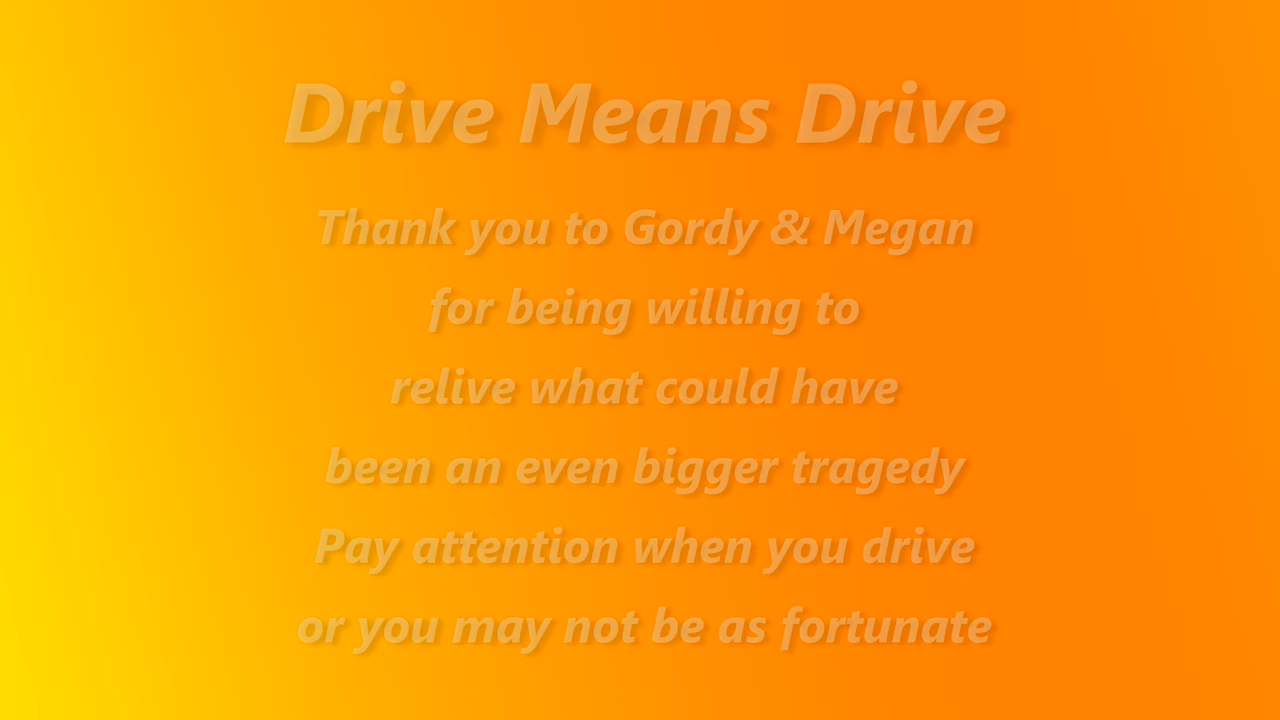 Drive Means Drive
Thank you to Gordy & Megan
for being willing to
relive what could have
been an even bigger tragedy
Pay attention when you drive
or you may not be as fortunate